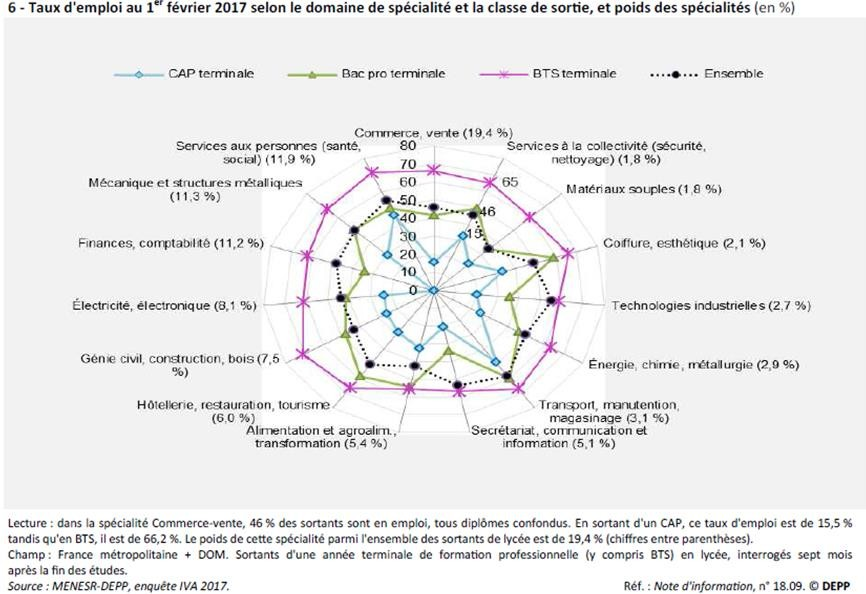 6 - Taux d'emploi au 1er février 2017 selon le domaine de spécialité et la classe de sortie, et poids des spécialités (en %)
CAP terminale
Bac pro terminale
BTS terminale
Ensemble
Commerce, vente (19,4 %)
Services à la collectivité (sécurité,
nettoyage) (1,8 %)
Matériaux souples (1,8 %)
Coiffure, esthétique (2,1 %)
Technologies industrielles (2,7 %)
Énergie, chimie, métallurgie (2,9 %)
Transport, manutention,
magasinage (3,1 %)
Secrétariat, communication et
information (5,1 %)
Alimentation et agroalim.,
transformation (5,4 %)
Hôtellerie, restauration, tourisme
(6,0 %)
Génie civil, construction, bois (7,5
%)
Électricité, électronique (8,1 %)
Finances, comptabilité (11,2 %)
Mécanique et structures métalliques
(11,3 %)
Services aux personnes (santé,
social) (11,9 %)
80
70
60
50
40
30
20
10
0
65
46
15
Lecture : dans la spécialité Commerce-vente, 46 % des sortants sont en emploi, tous diplômes confondus. En sortant d'un CAP, ce taux d'emploi est de 15,5 %
tandis qu'en BTS, il est de 66,2 %. Le poids de cette spécialité parmi l'ensemble des sortants de lycée est de 19,4 % (chiffres entre parenthèses).
Champ : France métropolitaine + DOM. Sortants d'une année terminale de formation professionnelle (y compris BTS) en lycée, interrogés sept mois
après la fin des études.
Source : MENESR-DEPP, enquête IVA 2017.
Réf. : Note d'information, n° 18.09. © DEPP